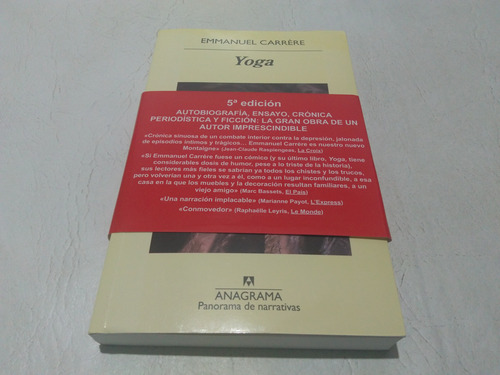 EMMANUEL CARRÈRE
Yoga
5ª edición
AUTOBIOGRAFÍA, ENSAYO, CRÓNICA
PERIODÍSTICA Y FICCIÓN: LA GRAN OBRA DE UN
AUTOR IMPRESCINDIBLE
«Crónica sinuosa de un combate interior contra la depresión, jalonada
de episodios íntimos y trágicos... Emmanuel Carrère es nuestro nuevo
Montaigne» (Jean-Claude Raspiengeas, La Croix)
«Si Emmanuel Carrère fuese un cómico (y su último libro, Yoga, tiene
considerables dosis de humor, pese a lo triste de la historia),
sus lectores más fieles se sabrían ya todos los chistes y los trucos,
pero volverían una y otra vez a él, como a un lugar inconfundible, a esa
casa en la que los muebles y la decoración resultan familiares, a un
viejo amigo» (Marc Bassets, El País)
«Una narración implacable» (Marianne Payot, L'Express)
«Conmovedor» (Raphaëlle Leyris, Le Monde)
ANAGRAMA
Panorama de narrativas